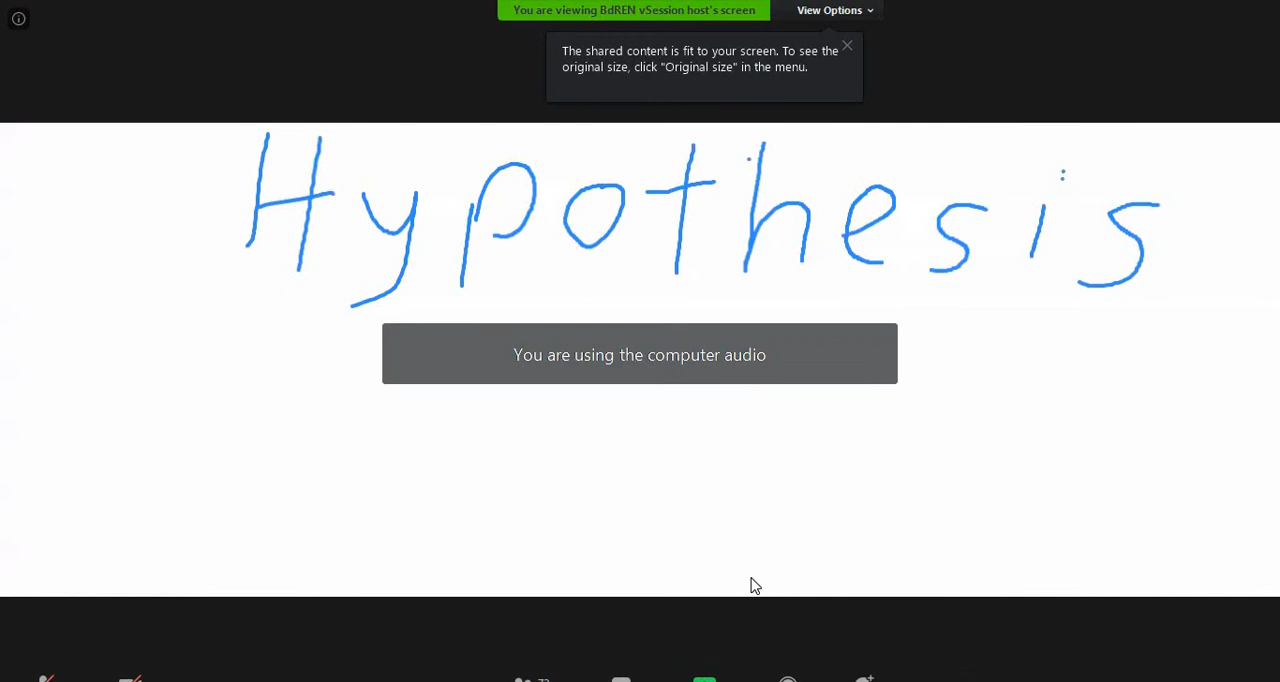 You are viewing BdREN vSession host's screen View Options
The shared content is fit to your screen. To see the
original size, click "Original size" in the menu.
Hypothesis
You are using the computer audio